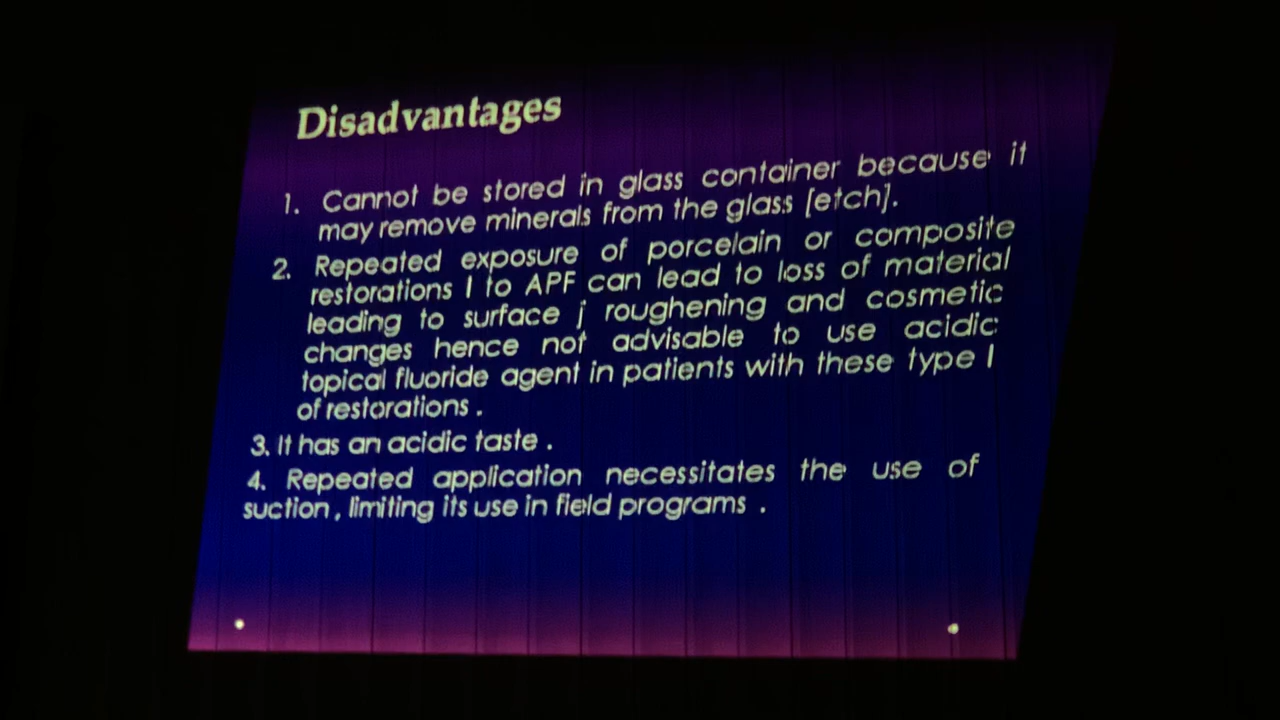 Disadvantages
1. Cannot be stored in glass container because it
may remove minerals from the glass [etch].
2. Repeated exposure of porcelain or composite
restorations I to APF can lead to loss of material
leading to surface j roughening and cosmetic
changes hence not advisable to use acidic
topical fluoride agent in patients with these type I
of restorations .
3. It has an acidic taste .
4. Repeated application necessitates the use of
suction, limiting its use in field programs .